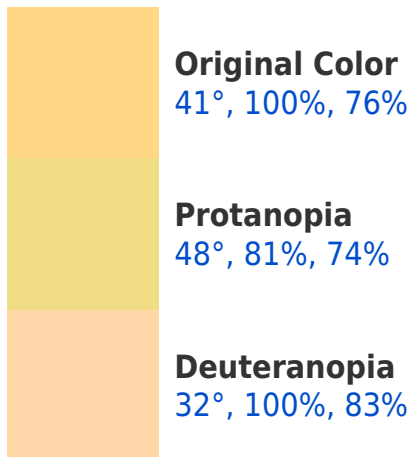 Original Color
41°, 100%, 76%
Protanopia
48°, 81%, 74%
Deuteranopia
32°, 100%, 83%